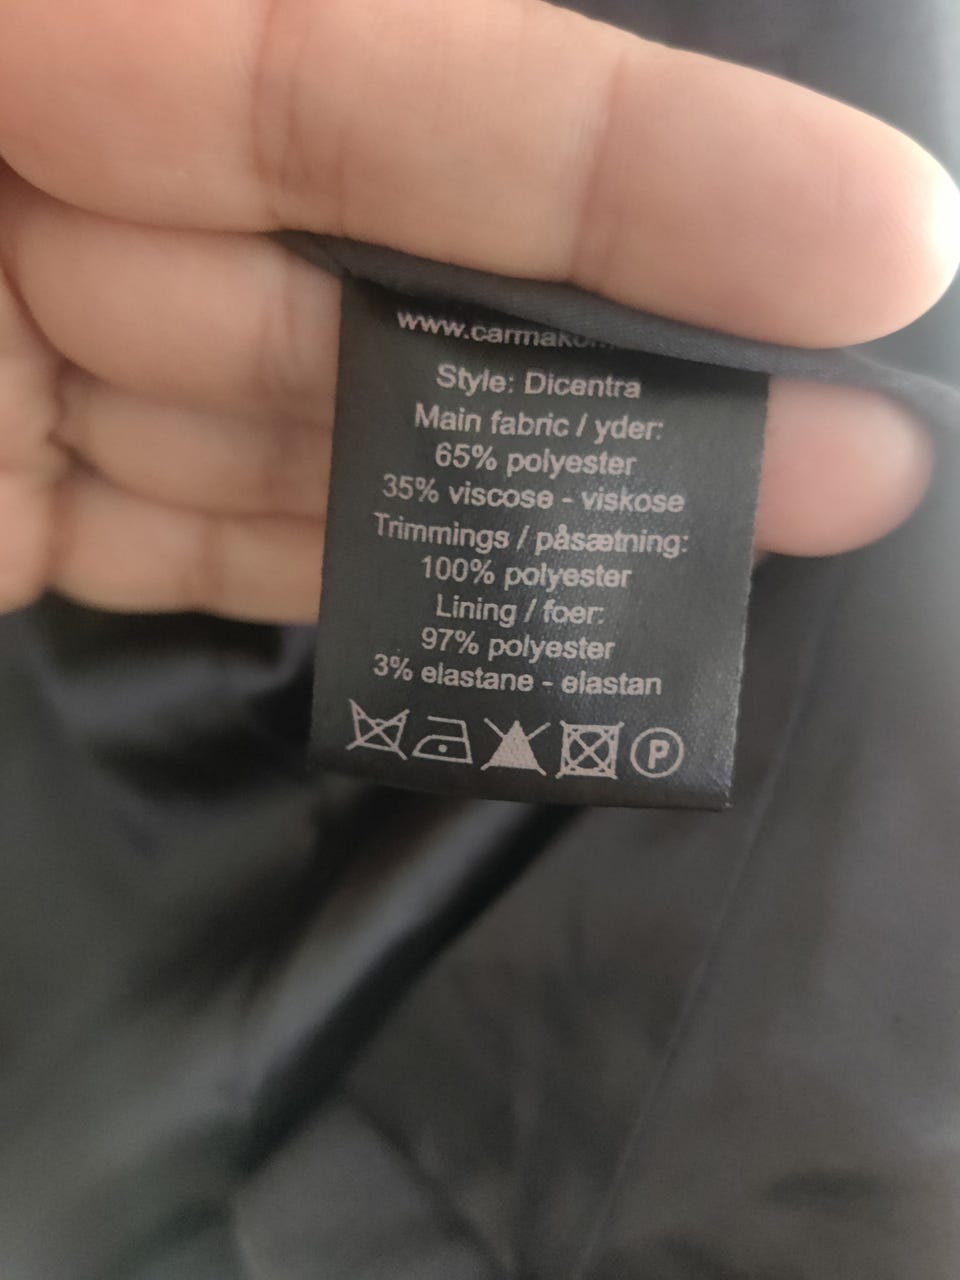 Style: Dicentra
Main fabric / yder:
65% polyester
35% viscose - viskose
Trimmings / påsætning:
100% polyester
Lining / foer:
97% polyester
3% elastane - elastan
P